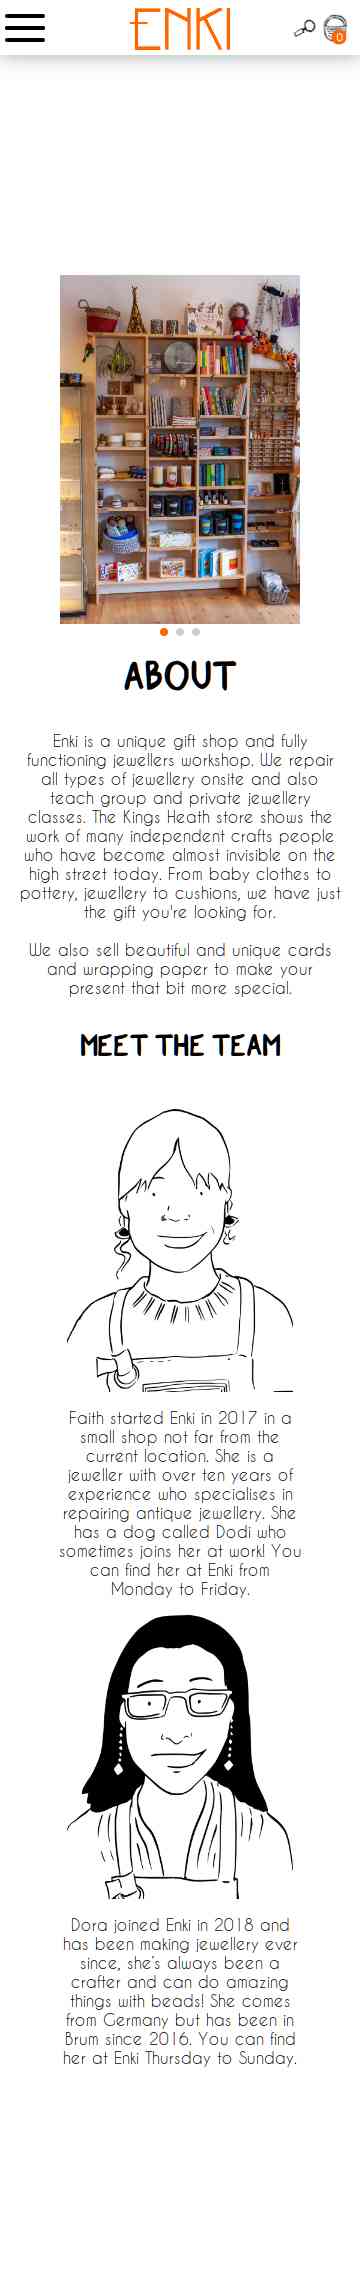 ENKI
0
ABOUT
Enki is a unique gift shop and fully
functioning jewellers workshop. We repair
all types of jewellery onsite and also
teach group and private jewellery
classes. The Kings Heath store shows the
work of many independent crafts people
who have become almost invisible on the
high street today. From baby clothes to
pottery, jewellery to cushions, we have just
the gift you're looking for.
We also sell beautiful and unique cards
and wrapping paper to make your
present that bit more special.
MEET THE TEAM
Faith started Enki in 2017 in a
small shop not far from the
current location. She is a
jeweller with over ten years of
experience who specialises in
repairing antique jewellery. She
has a dog called Dodi who
sometimes joins her at work! You
can find her at Enki from
Monday to Friday.
Dora joined Enki in 2018 and
has been making jewellery ever
since, she's always been a
crafter and can do amazing
things with beads! She comes
from Germany but has been in
Brum since 2016. You can find
her at Enki Thursday to Sunday.